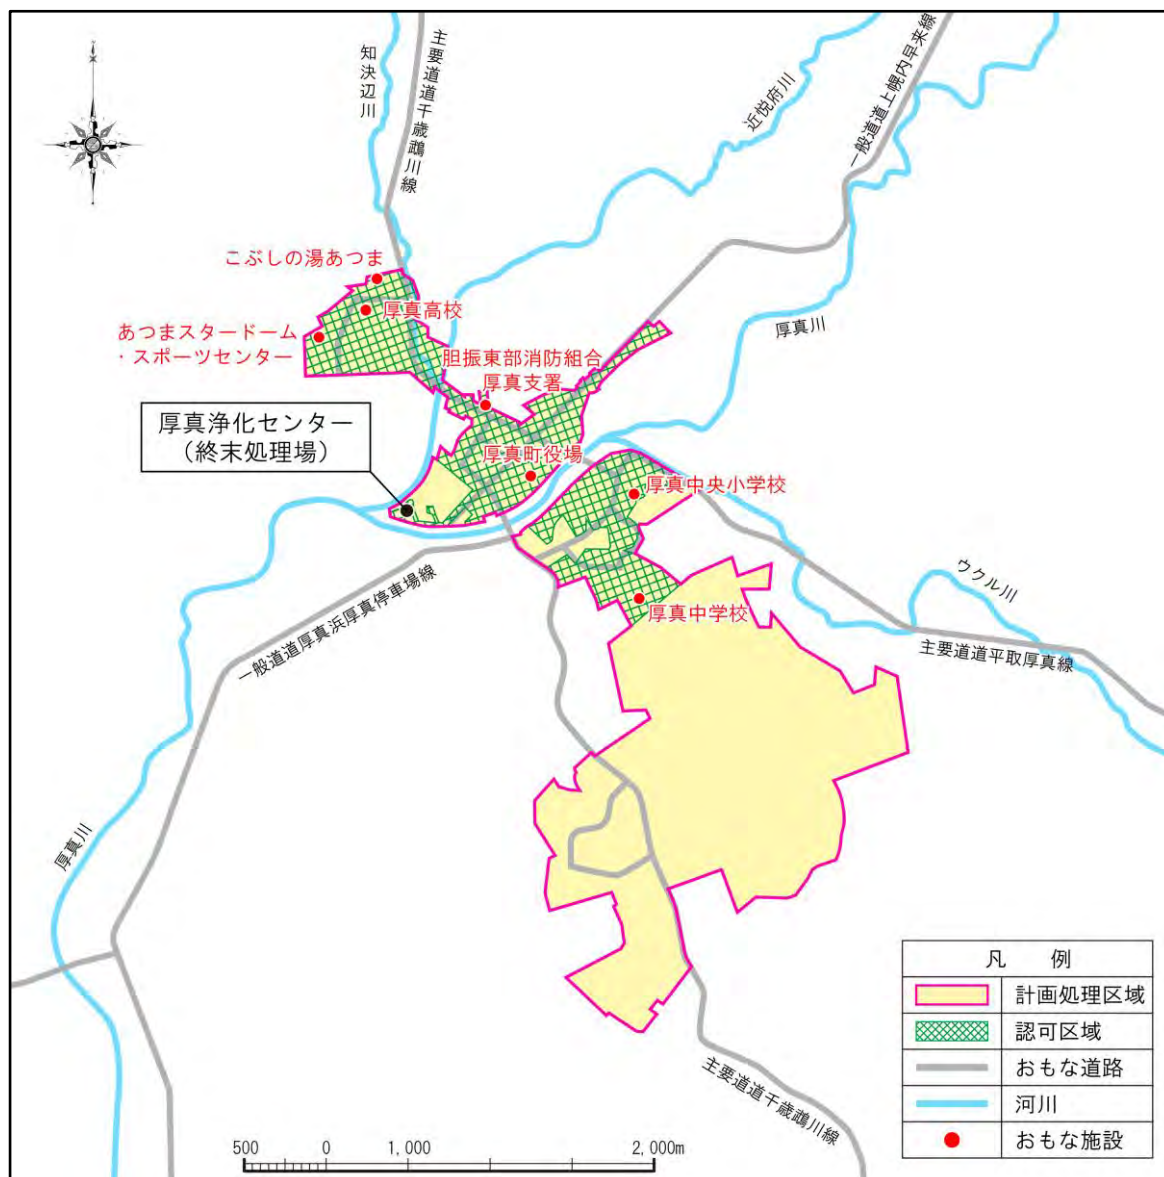 知決辺川
主要道道千歳鵡川線
近悦府川
一般道道上幌内早来線
こぶしの湯あつま
厚真高校
あつまスタードーム
・スポーツセンター
胆振東部消防組合
厚真支署
厚真川
厚真浄化センター
（終末処理場）
厚真町役場
厚真中央小学校
ウクル川
厚真中学校
一般道道厚真浜厚真停車場線
主要道道平取厚真線
厚真川
主要道道千歳鵡川線
凡 例
計画処理区域
認可区域
おもな道路
河川
おもな施設
500 0 1,000 2,000m